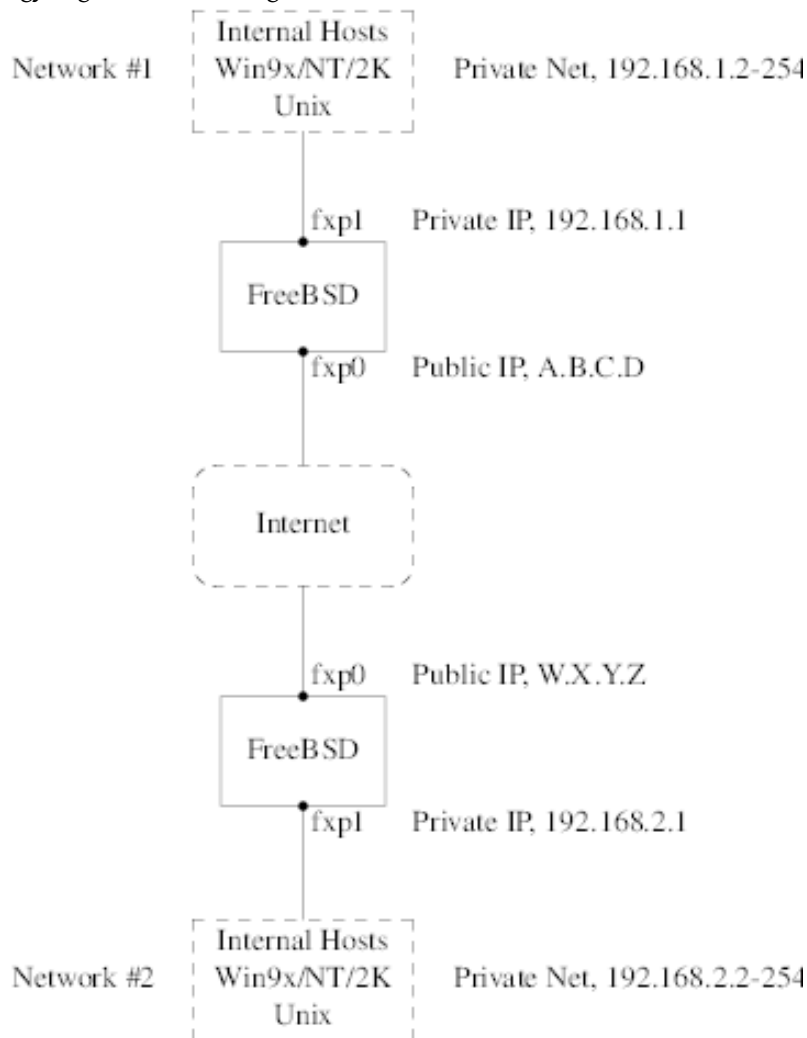 Internal Hosts
Network #1 Win9x/NT/2K Private Net, 192.168.1.2-254
Unix
fxp1 Private IP, 192.168.1.1
FreeBSD
fxp0 Public IP, A.B.C.D
Internet
fxp0 Public IP, W.X.Y.Z
FreeBSD
fxp1 Private IP, 192.168.2.1
Internal Hosts
Network #2 Win9x/NT/2K Private Net, 192.168.2.2-254
Unix